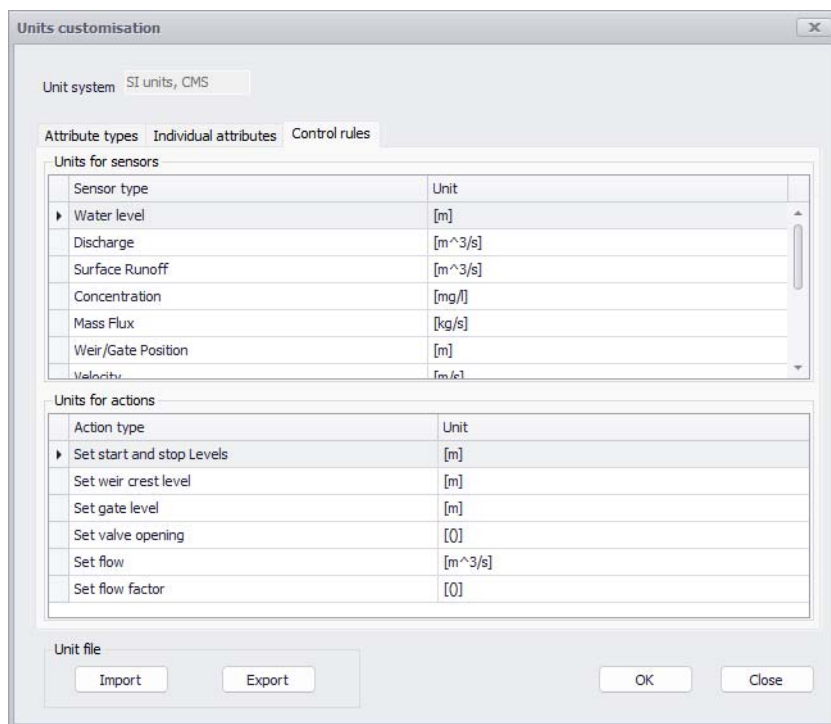 Units customisation
Unit system SI units, CMS
Attribute types Individual attributes Control rules
Units for sensors
Sensor type Unit
Water level [m]
Discharge [m^3/s]
Surface Runoff [m^3/s]
Concentration [mg/l]
Mass Flux [kg/s]
Weir/Gate Position [m]
Velocity [m/s]
Units for actions
Action type Unit
Set start and stop Levels [m]
Set weir crest level [m]
Set gate level [m]
Set valve opening [()]
Set flow [m^3/s]
Set flow factor [()]
Unit file
Import Export OK Close